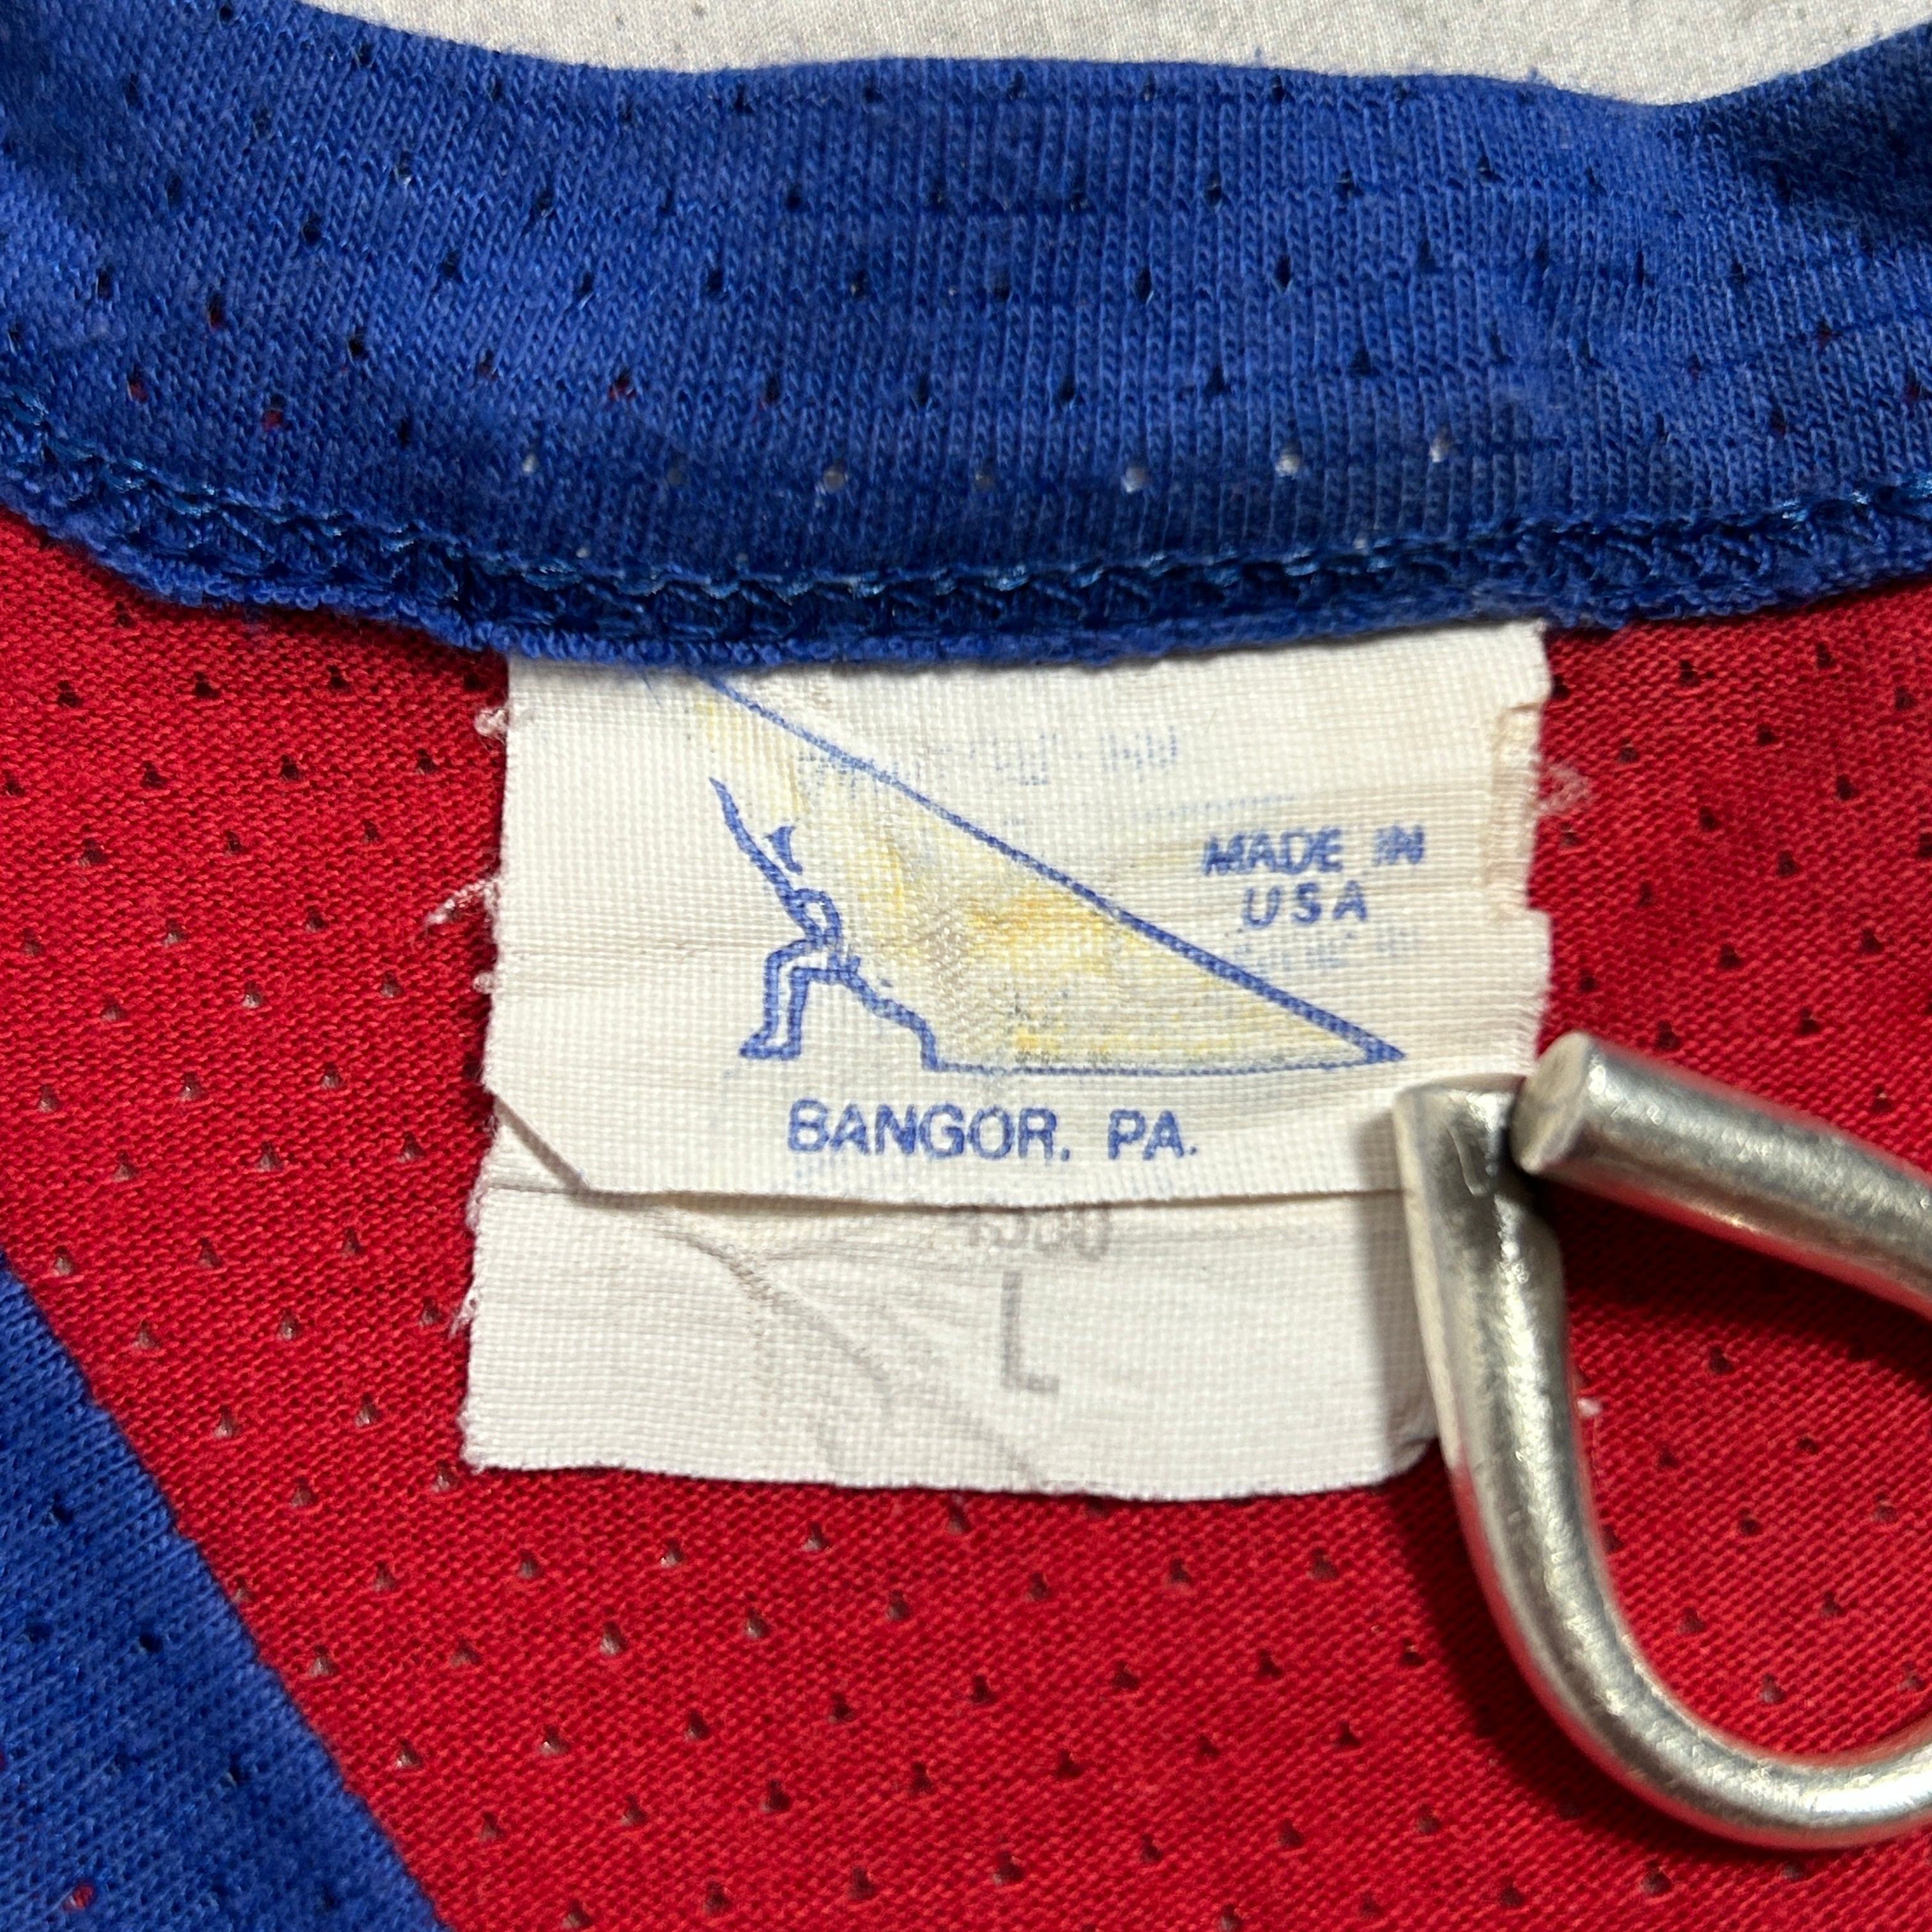 MADE IN
USA
BANGOR, PA.
L